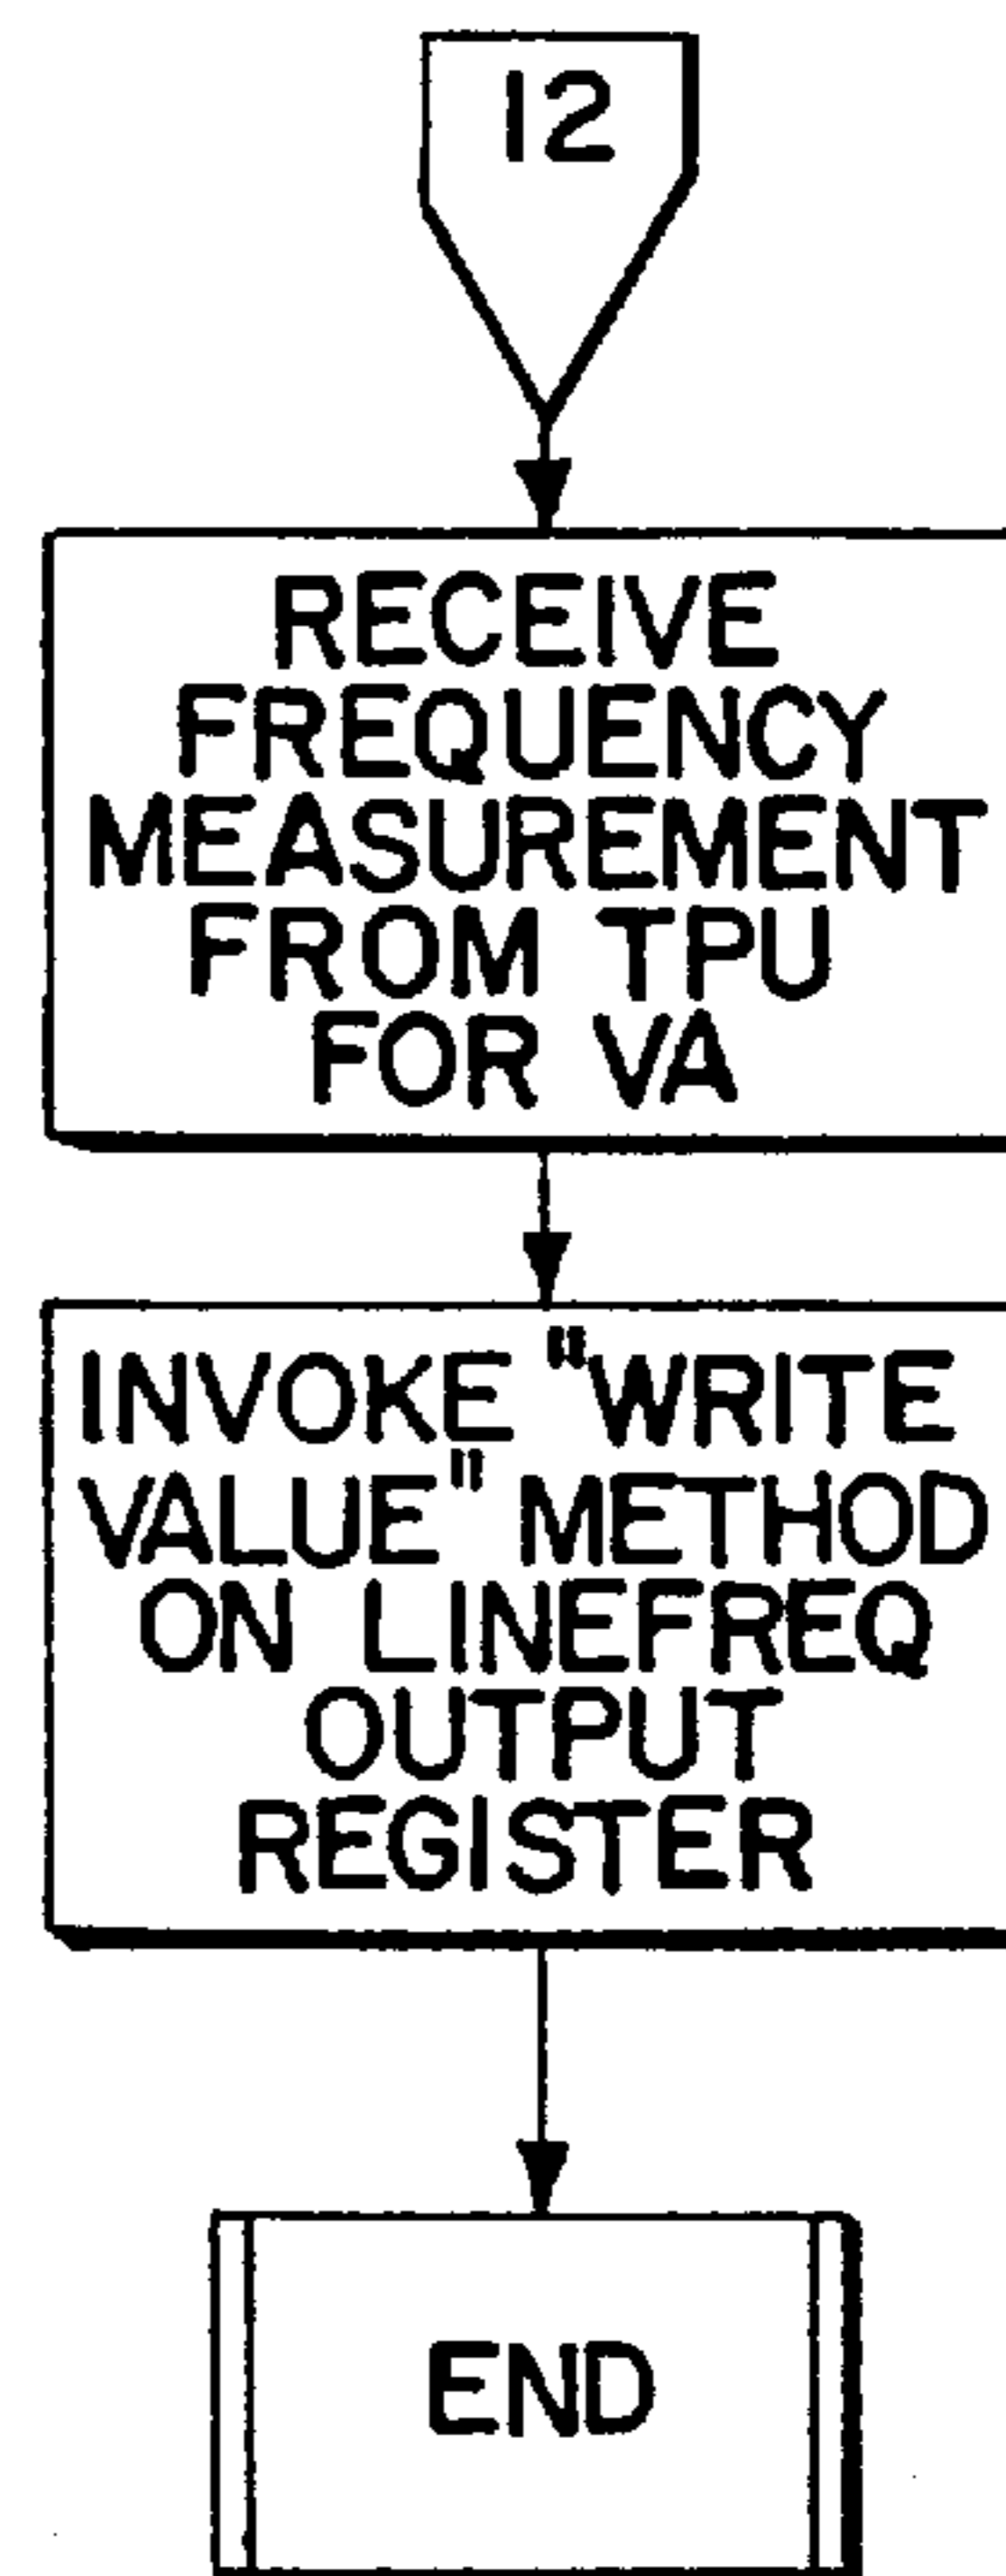 12
RECEIVE
FREQUENCY
MEASUREMENT
FROM TPU
FOR VA
INVOKE "WRITE
VALUE" METHOD
ON LINEFREQ
OUTPUT
REGISTER
END